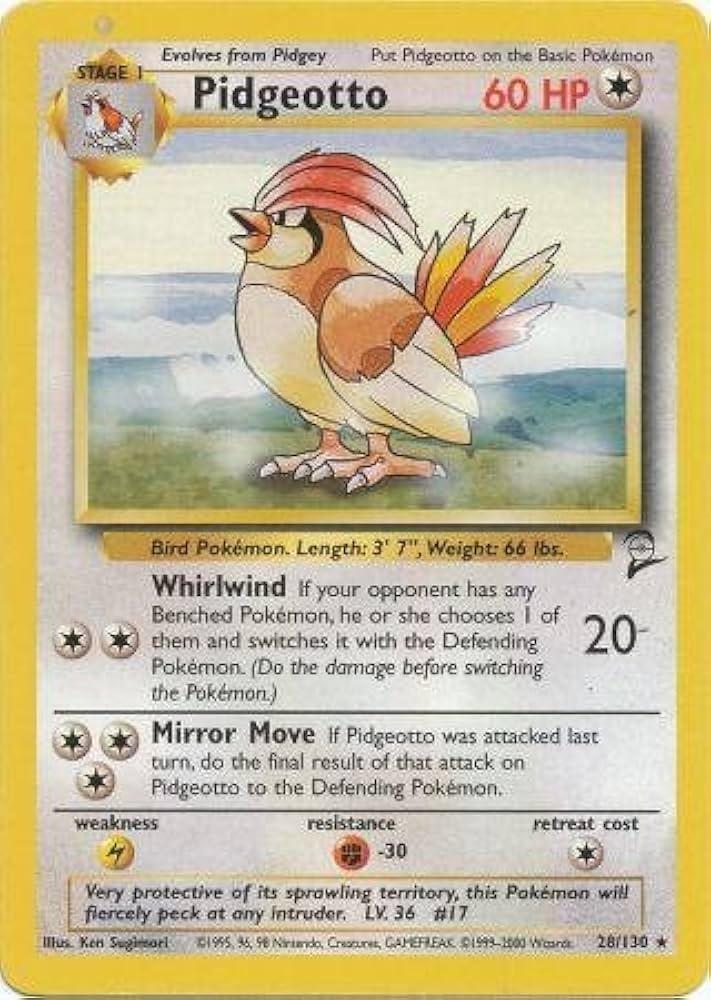 Evolves from Pidgey Put Pidgeotto on the Basic Pokémon
STAGE 1
Pidgeotto 60 HP
Bird Pokémon. Length: 3' 7", Weight: 66 lbs.
Whirlwind If your opponent has any
Benched Pokémon, he or she chooses 1 of
them and switches it with the Defending
Pokémon. (Do the damage before switching
the Pokémon.)
20
Mirror Move If Pidgeotto was attacked last
turn, do the final result of that attack on
Pidgeotto to the Defending Pokémon.
weakness resistance retreat cost
-30
Very protective of its sprawling territory, this Pokémon will
fiercely peck at any intruder. LV. 36 #17
Illus. Ken Sugimori ©1995, 96, 98 Nintendo, Creatures, GAMEFREAK. ©1999-2000 Wizards. 28/130 ★